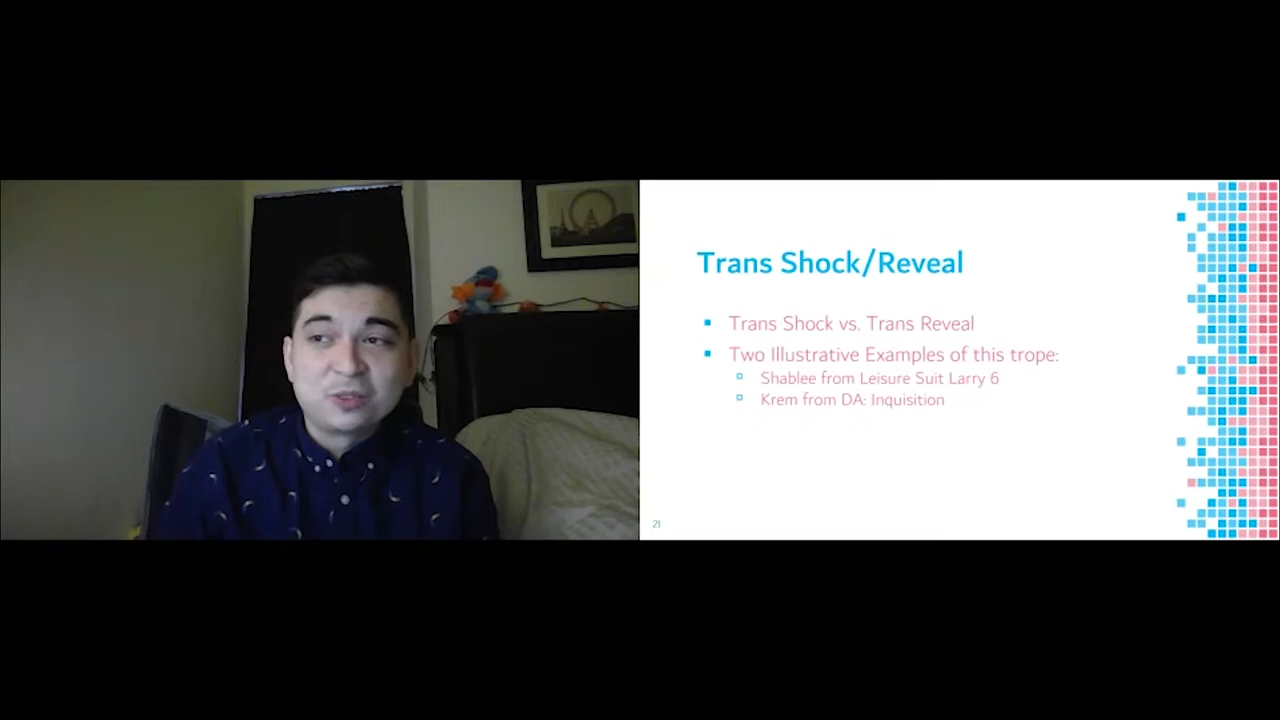 Trans Shock/Reveal
Trans Shock vs. Trans Reveal
Two Illustrative Examples of this trope:
Shablee from Leisure Suit Larry 6
Krem from DA: Inquisition
21